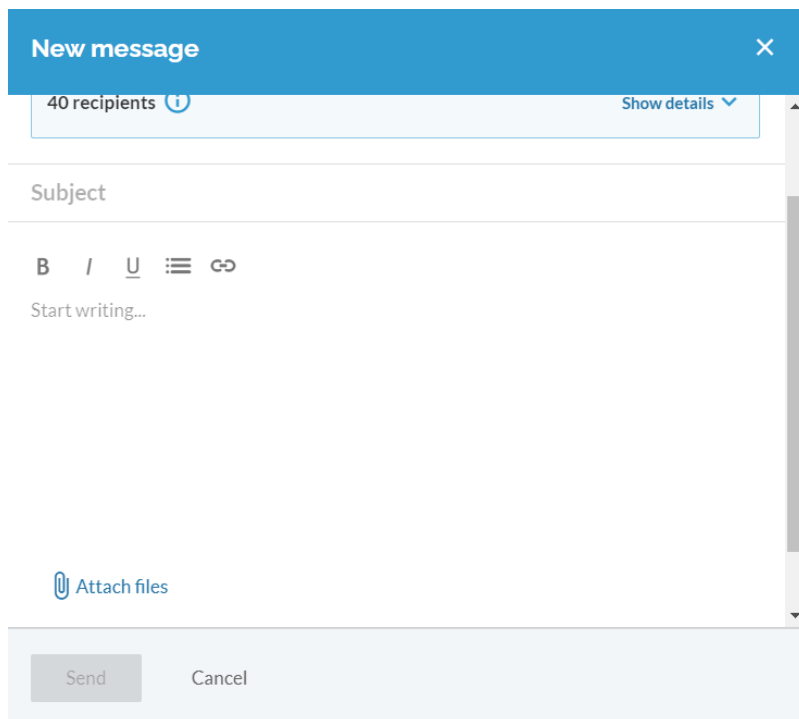 New message
40 recipients
Show details
Subject
B I U
Start writing...
Attach files
Send Cancel